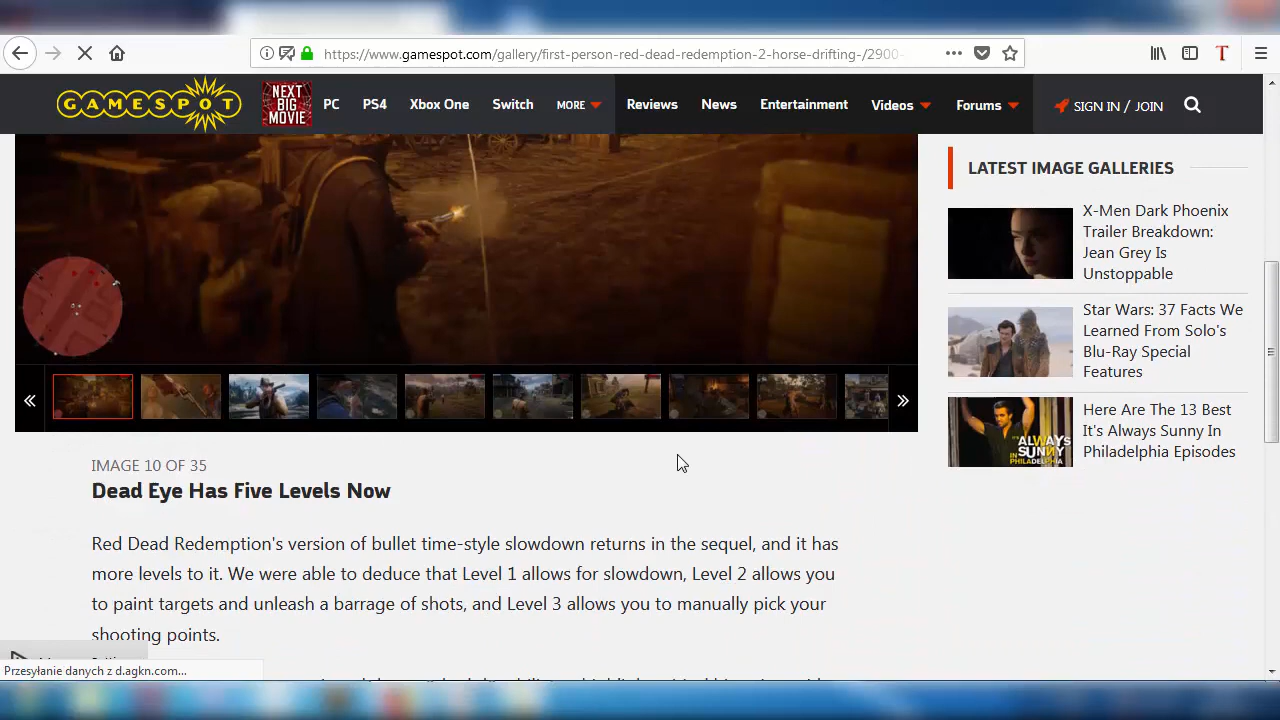 https://www.gamespot.com/gallery/first-person-red-dead-redemption-2-horse-drifting-/2900-
GAMESPOT
NEXT BIG MOVIE
PC
PS4
Xbox One
Switch
MORE
Reviews
News
Entertainment
Videos
Forums
SIGN IN / JOIN
LATEST IMAGE GALLERIES
X-Men Dark Phoenix
Trailer Breakdown:
Jean Grey Is
Unstoppable
Star Wars: 37 Facts We
Learned From Solo's
Blu-Ray Special
Features
Here Are The 13 Best
It's Always Sunny In
Philadelphia Episodes
ALWAYS
SUNNY
IN PHILADELPHIA
IMAGE 10 OF 35
Dead Eye Has Five Levels Now
Red Dead Redemption's version of bullet time-style slowdown returns in the sequel, and it has
more levels to it. We were able to deduce that Level 1 allows for slowdown, Level 2 allows you
to paint targets and unleash a barrage of shots, and Level 3 allows you to manually pick your
shooting points.
Przesyłanie danych z d.agkn.com...